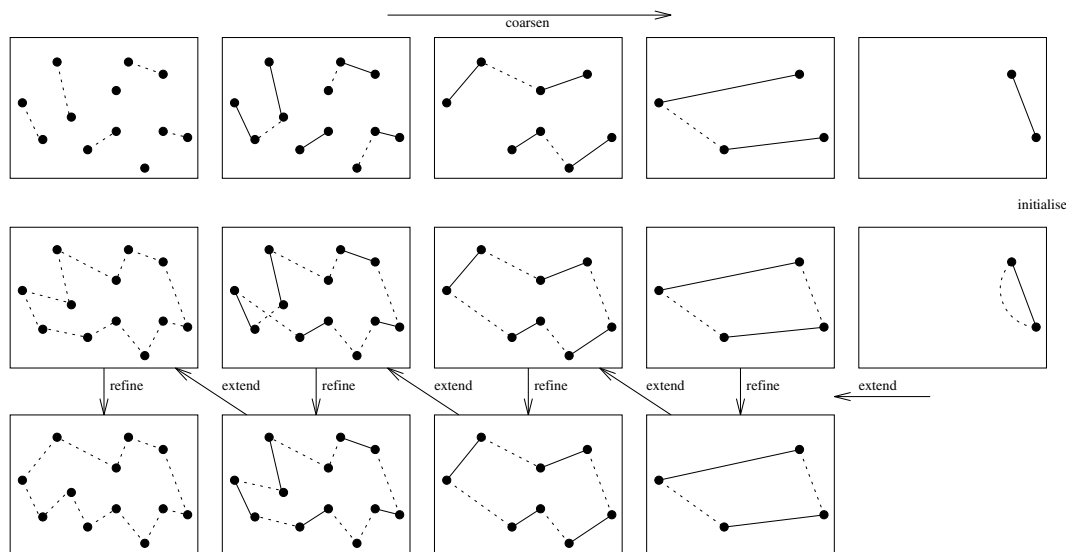 coarsen
initialise
refine
extend
refine
extend
refine
extend
refine
extend